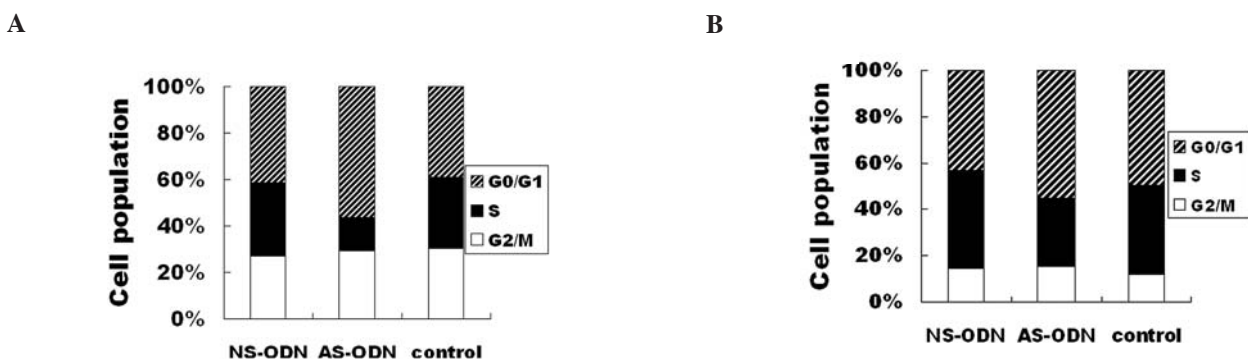 A
100%
80%
60%
40%
20%
0%
Cell population
G0/G1
S
G2/M
NS-ODN AS-ODN control
B
100%
80%
60%
40%
20%
0%
Cell population
G0/G1
S
G2/M
NS-ODN AS-ODN control